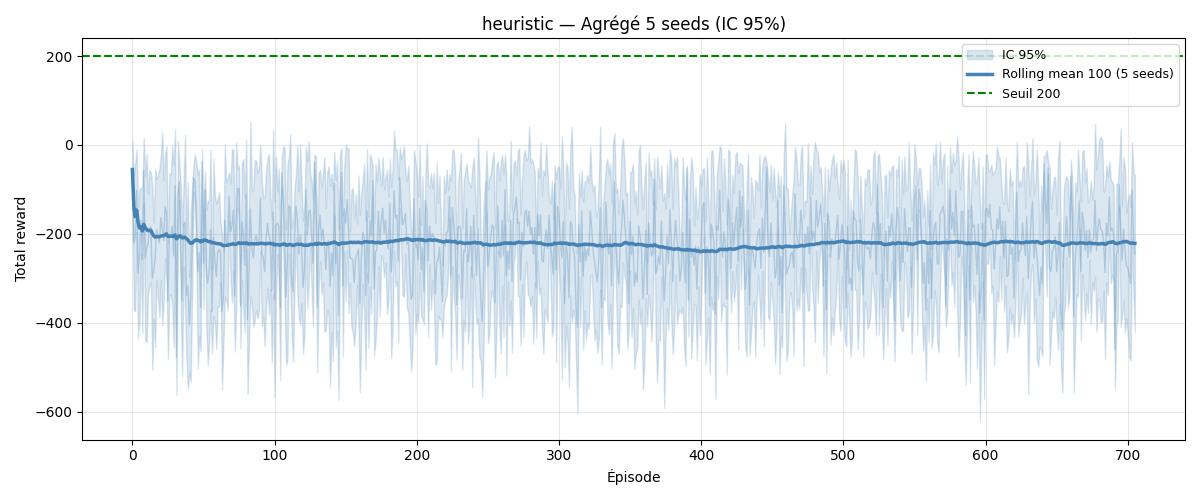 heuristic — Agrégé 5 seeds (IC 95%)
Total reward
200
0
−200
−400
−600
IC 95%
Rolling mean 100 (5 seeds)
Seuil 200
0 100 200 300 400 500 600 700
Épisode